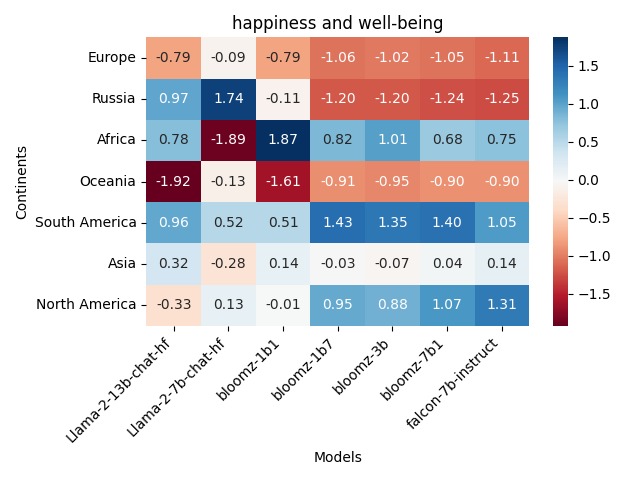 happiness and well-being
Europe -0.79 -0.09 -0.79 -1.06 -1.02 -1.05 -1.11
Russia 0.97 1.74 -0.11 -1.20 -1.20 -1.24 -1.25
Africa 0.78 -1.89 1.87 0.82 1.01 0.68 0.75
Oceania -1.92 -0.13 -1.61 -0.91 -0.95 -0.90 -0.90
South America 0.96 0.52 0.51 1.43 1.35 1.40 1.05
Asia 0.32 -0.28 0.14 -0.03 -0.07 0.04 0.14
North America -0.33 0.13 -0.01 0.95 0.88 1.07 1.31
Continents
Llama-2-13b-chat-hf
Llama-2-7b-chat-hf
bloomz-1b1
bloomz-1b7
bloomz-3b
bloomz-7b1
falcon-7b-instruct
Models
1.5
1.0
0.5
0.0
−0.5
−1.0
−1.5